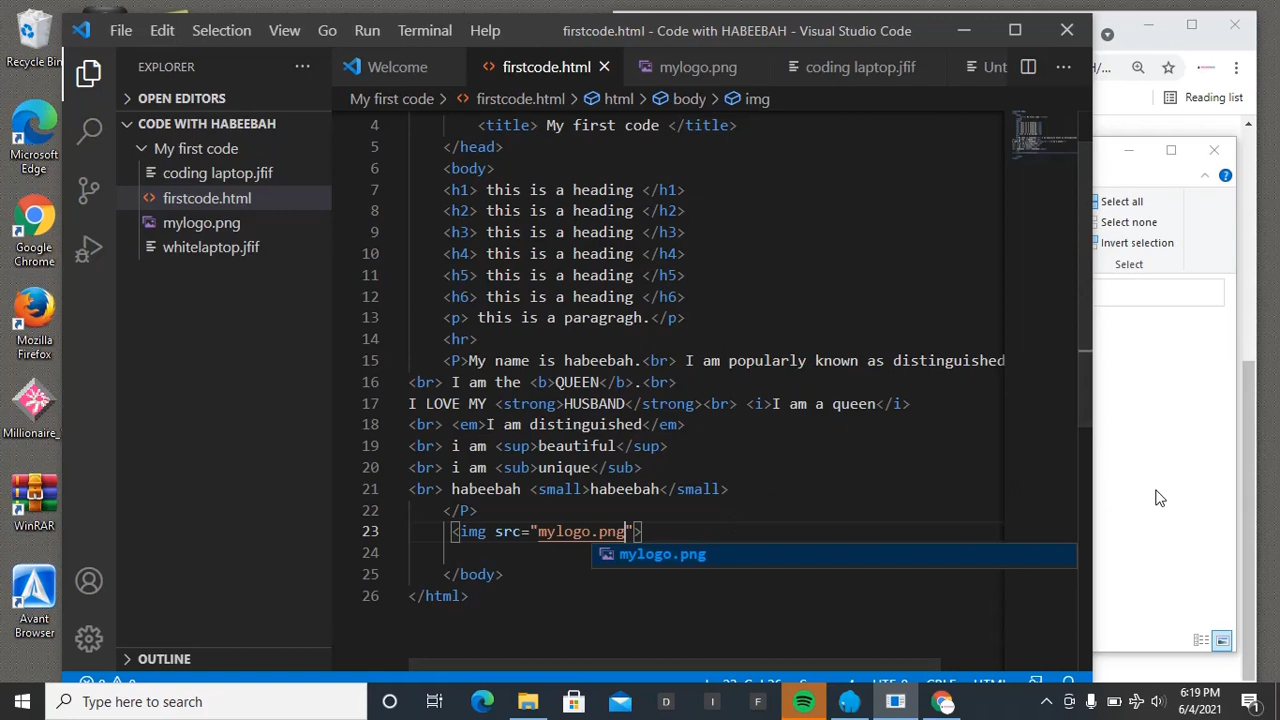 Recycle Bin
Microsoft Edge
Google Chrome
Mozilla Firefox
Millionaire_
WinRAR
Avant Browser
File Edit Selection View Go Run Terminal Help
firstcode.html - Code with HABEEBAH - Visual Studio Code
EXPLORER
OPEN EDITORS
CODE WITH HABEEBAH
My first code
coding laptop.jfif
firstcode.html
mylogo.png
whitelaptop.jfif
OUTLINE
Welcome firstcode.html mylogo.png coding laptop.jfif Unt
My first code > firstcode.html > html > body > img
4 <title> My first code </title>
5 </head>
6 <body>
7 <h1> this is a heading </h1>
8 <h2> this is a heading </h2>
9 <h3> this is a heading </h3>
10 <h4> this is a heading </h4>
11 <h5> this is a heading </h5>
12 <h6> this is a heading </h6>
13 <p> this is a paragragh.</p>
14 <hr>
15 <P>My name is habeebah.<br> I am popularly known as distinguished
16 <br> I am the <b>QUEEN</b>.<br>
17 I LOVE MY <strong>HUSBAND</strong><br> <i>I am a queen</i>
18 <br> <em>I am distinguished</em>
19 <br> i am <sup>beautiful</sup>
20 <br> i am <sub>unique</sub>
21 <br> habeebah <small>habeebah</small>
22 </P>
23 <img src="mylogo.png">
mylogo.png
24
25 </body>
26 </html>
H/...
Reading list
Select all
Select none
Invert selection
Select
Type here to search
D I F
6:19 PM
6/4/2021
1